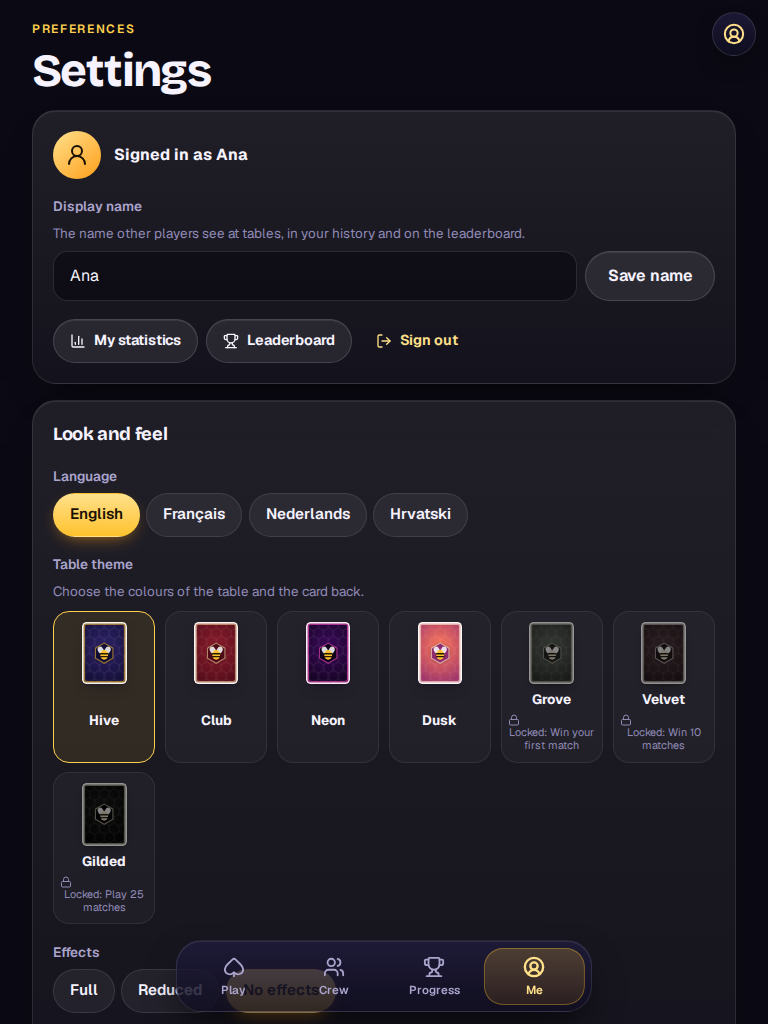 PREFERENCES
Settings
Signed in as Ana
Display name
The name other players see at tables, in your history and on the leaderboard.
Ana
Save name
My statistics
Leaderboard
Sign out
Look and feel
Language
English
Français
Nederlands
Hrvatski
Table theme
Choose the colours of the table and the card back.
Hive
Club
Neon
Dusk
Grove
Locked: Win your
first match
Velvet
Locked: Win 10
matches
Gilded
Locked: Play 25
matches
Effects
Full
Reduced
No effects
Play
Crew
Progress
Me